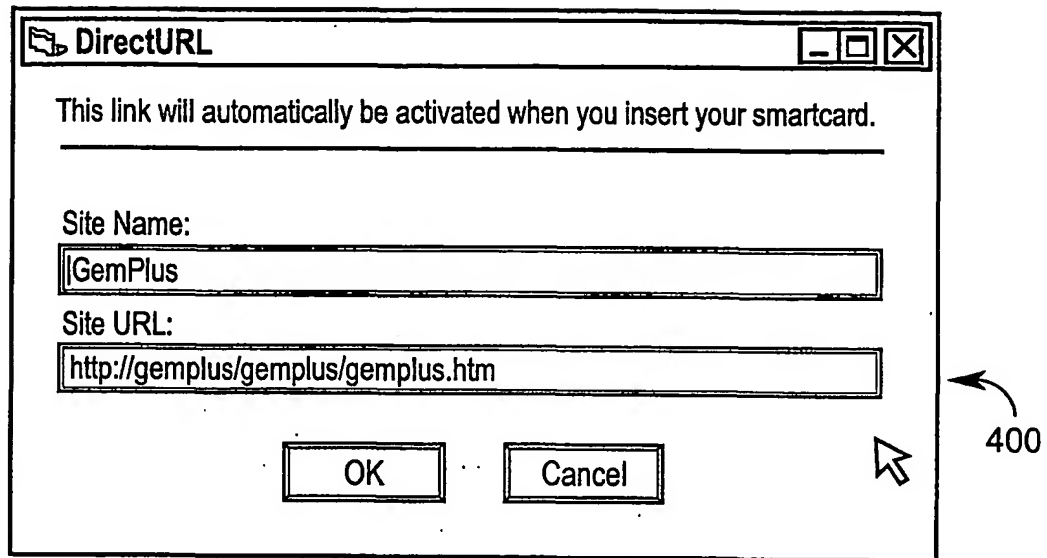 DirectURL
This link will automatically be activated when you insert your smartcard.
Site Name:
GemPlus
Site URL:
http://gemplus/gemplus/gemplus.htm
400
OK Cancel